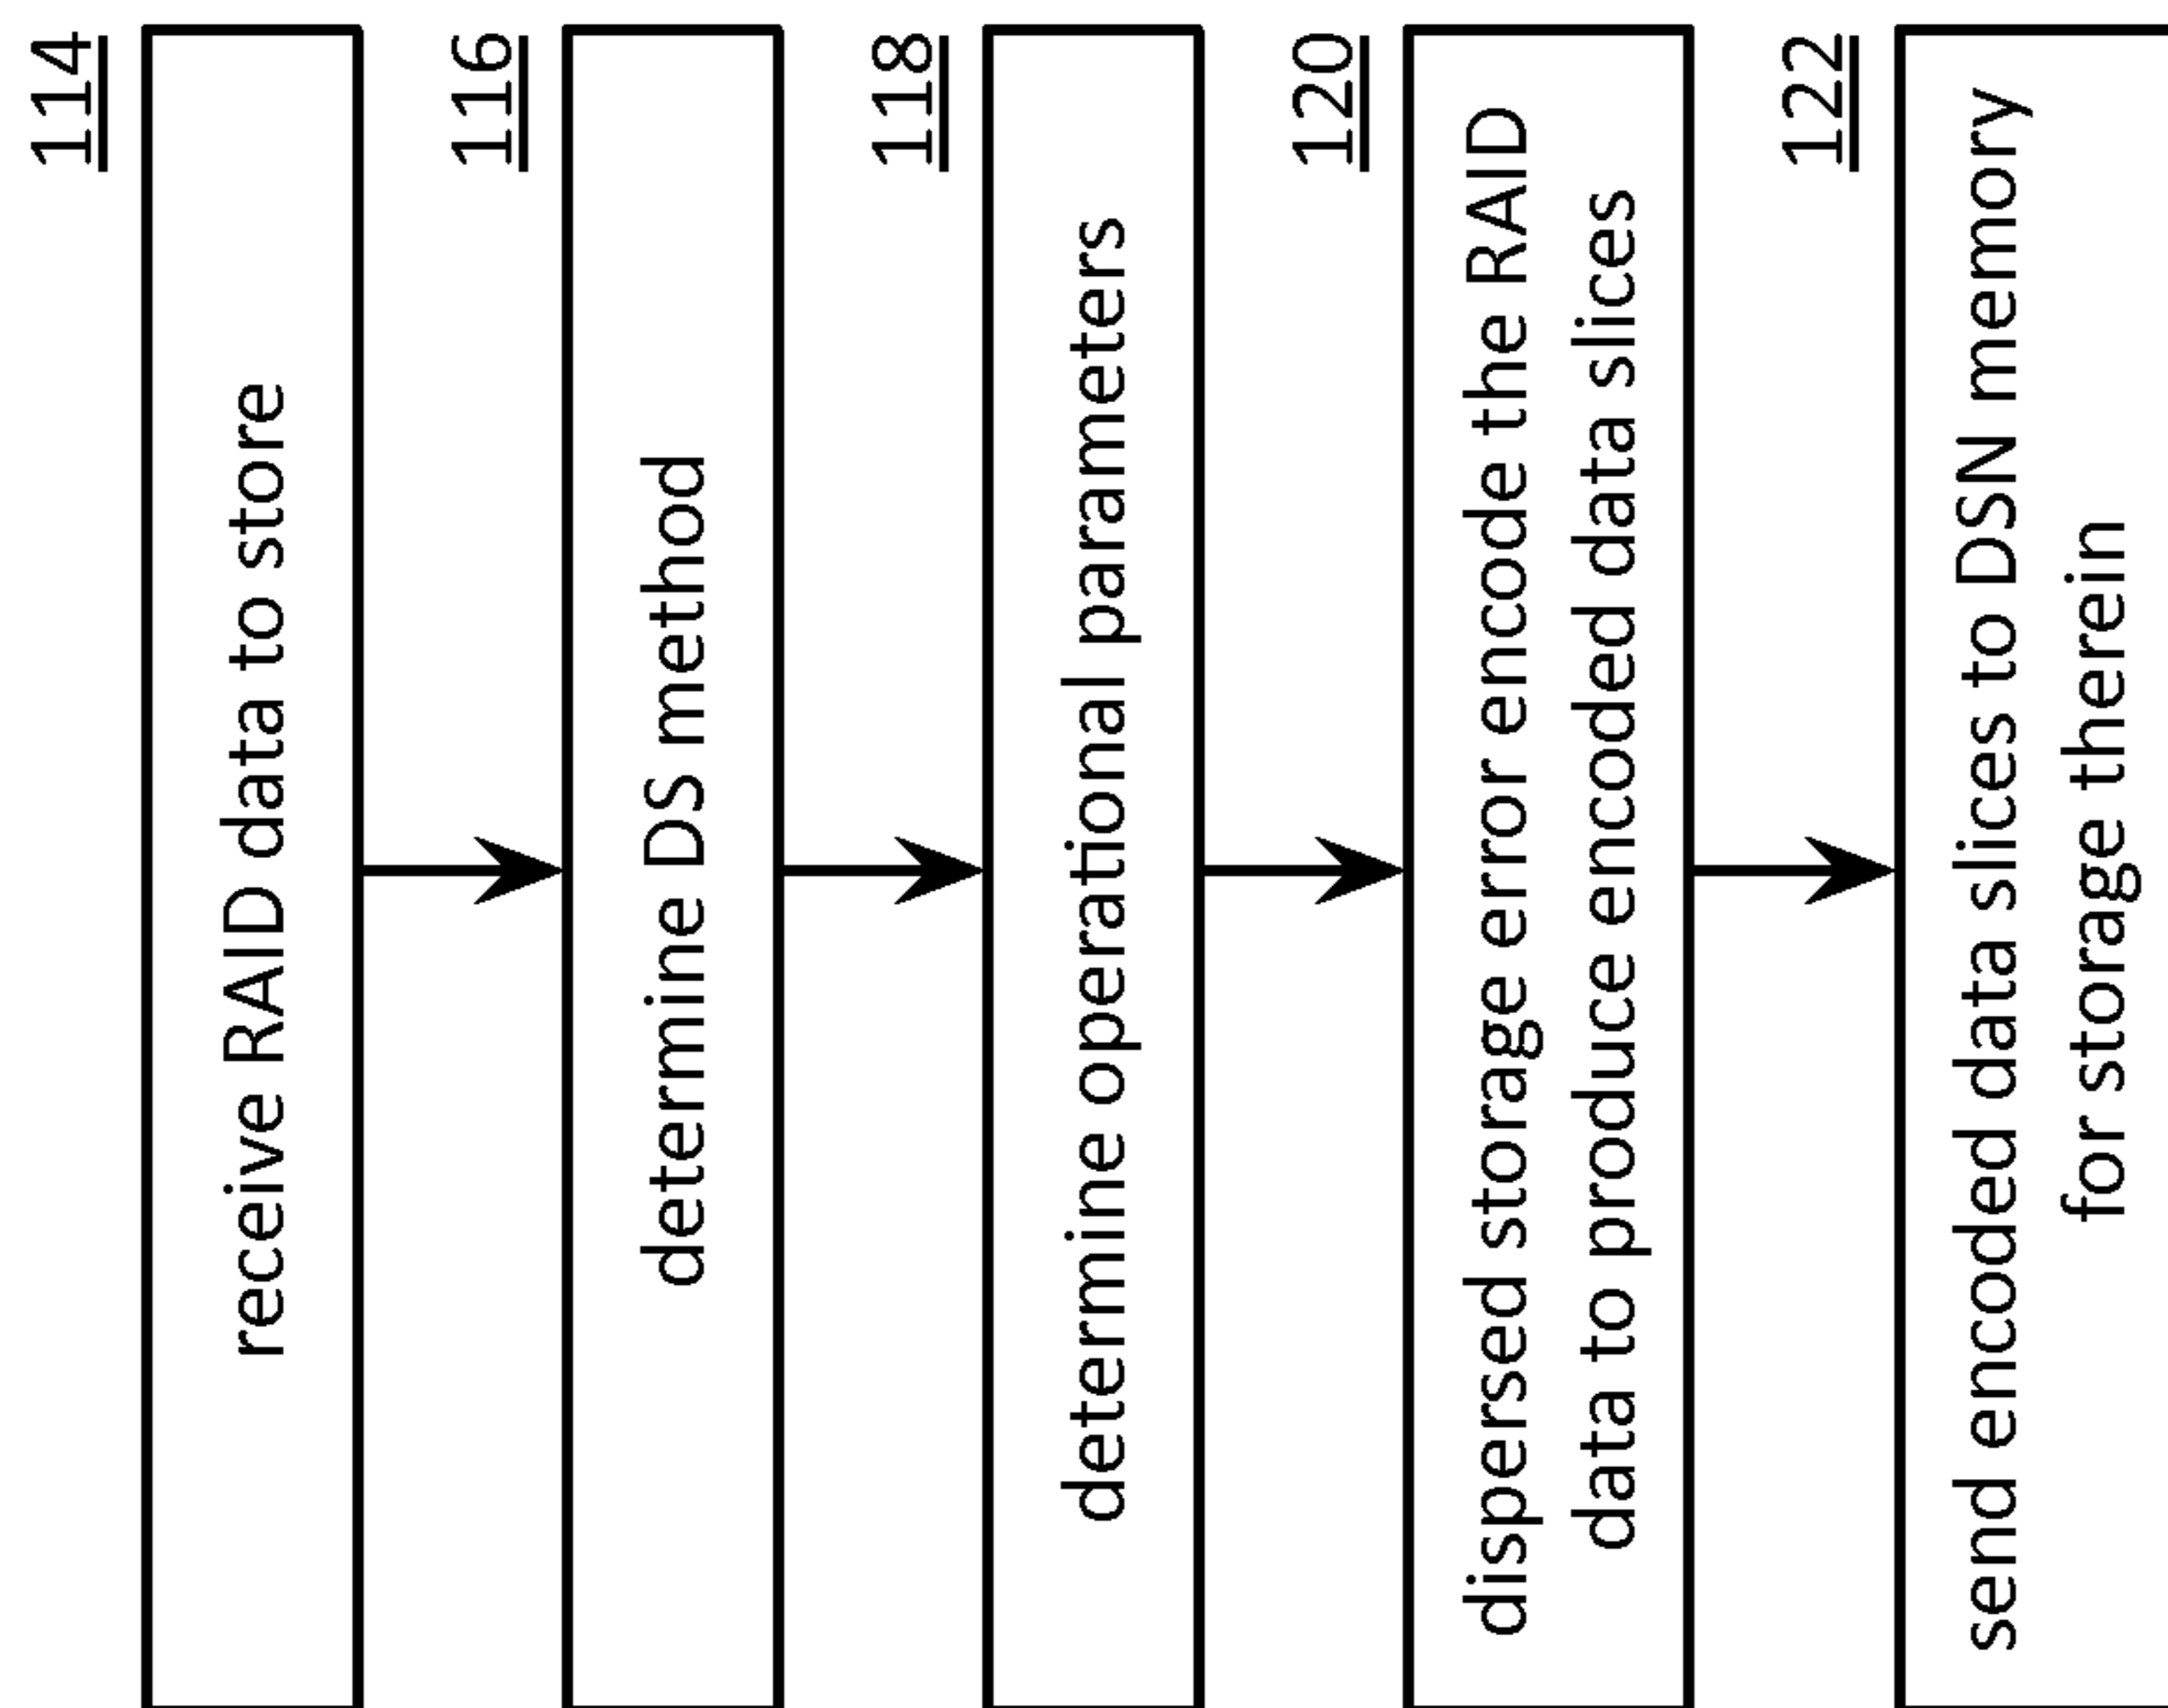 114
receive RAID data to store
116
determine DS method
118
determine operational parameters
120
dispersed storage error encode the RAID
data to produce encoded data slices
122
send encoded data slices to DSN memory
for storage therein